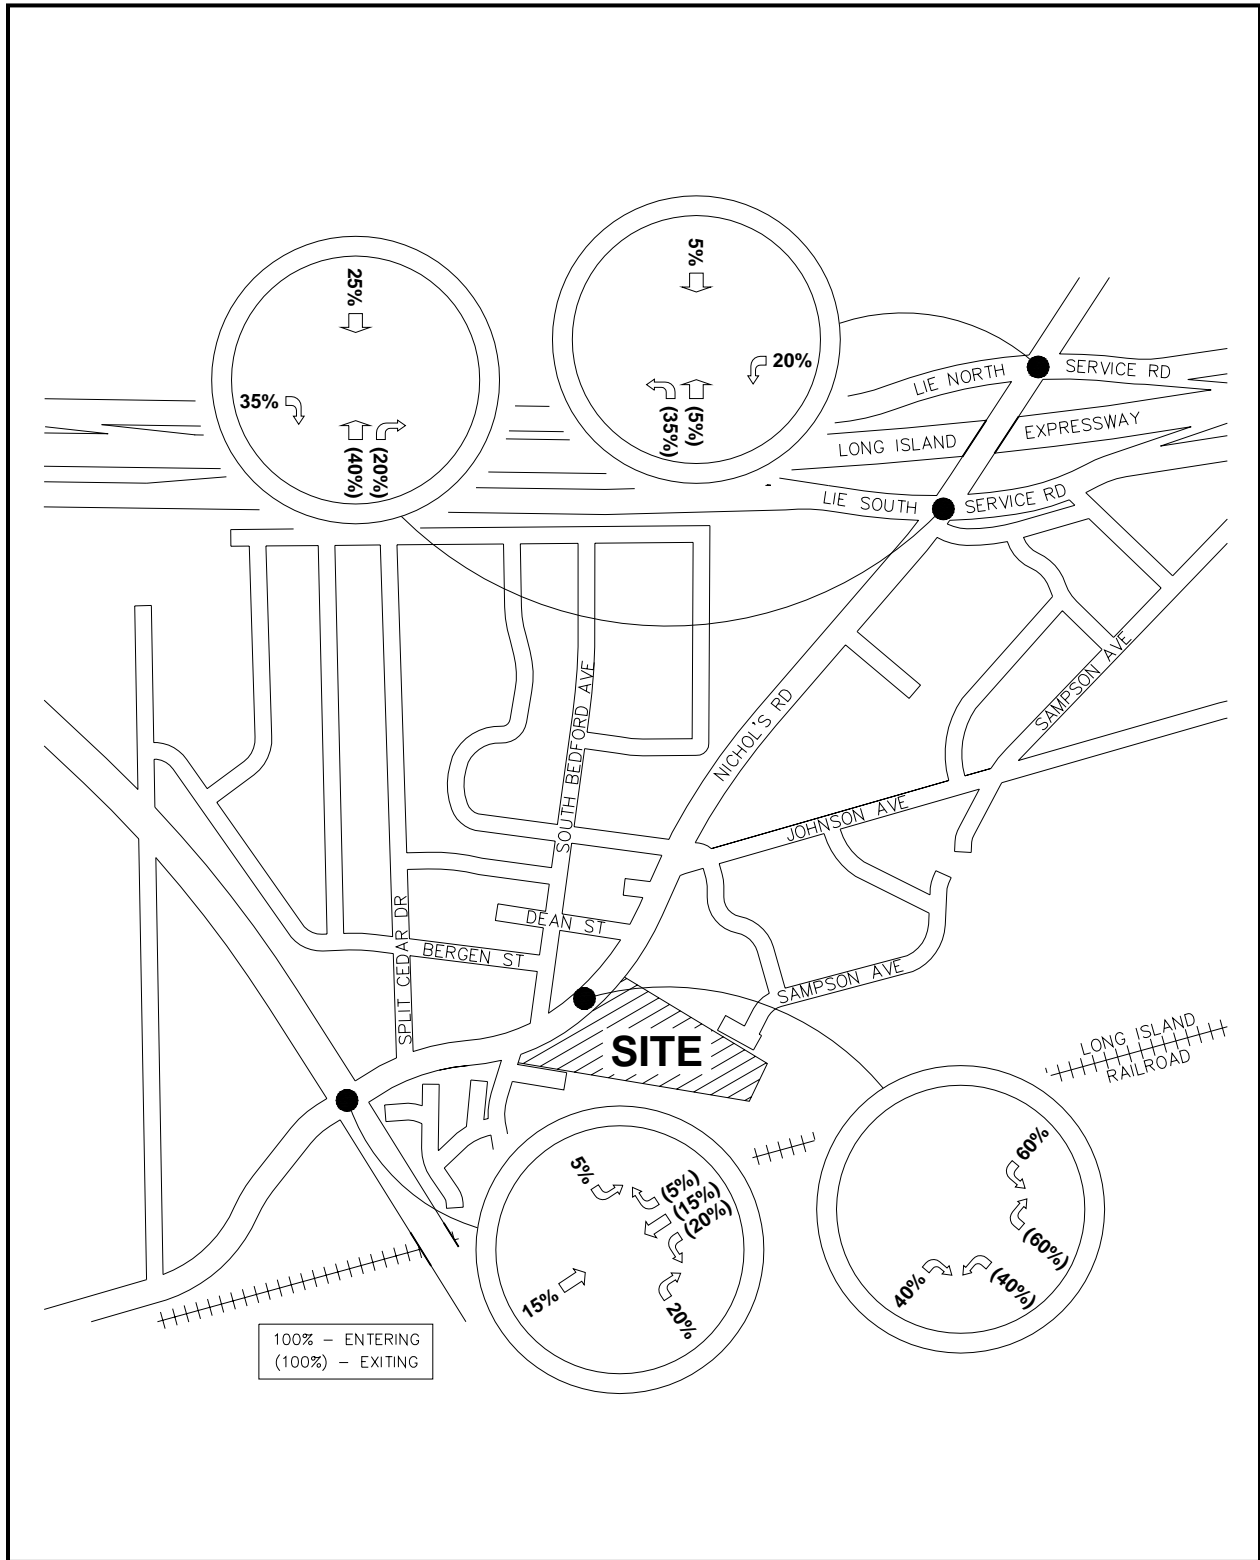 5%
25%
20%
35%
(35%)
(5%)
(40%)
(20%)
LIE NORTH
SERVICE RD
LONG ISLAND
EXPRESSWAY
LIE SOUTH
SERVICE RD
SAMPSON AVE
SOUTH BEDFORD AVE
NICHOL'S RD
JOHNSON AVE
SPLIT CEDAR DR
DEAN ST
BERGEN ST
SAMPSON AVE
SITE
LONG ISLAND
RAILROAD
5%
(5%)
(15%)
(20%)
15%
20%
60%
(60%)
40%
(40%)
100% - ENTERING
(100%) - EXITING